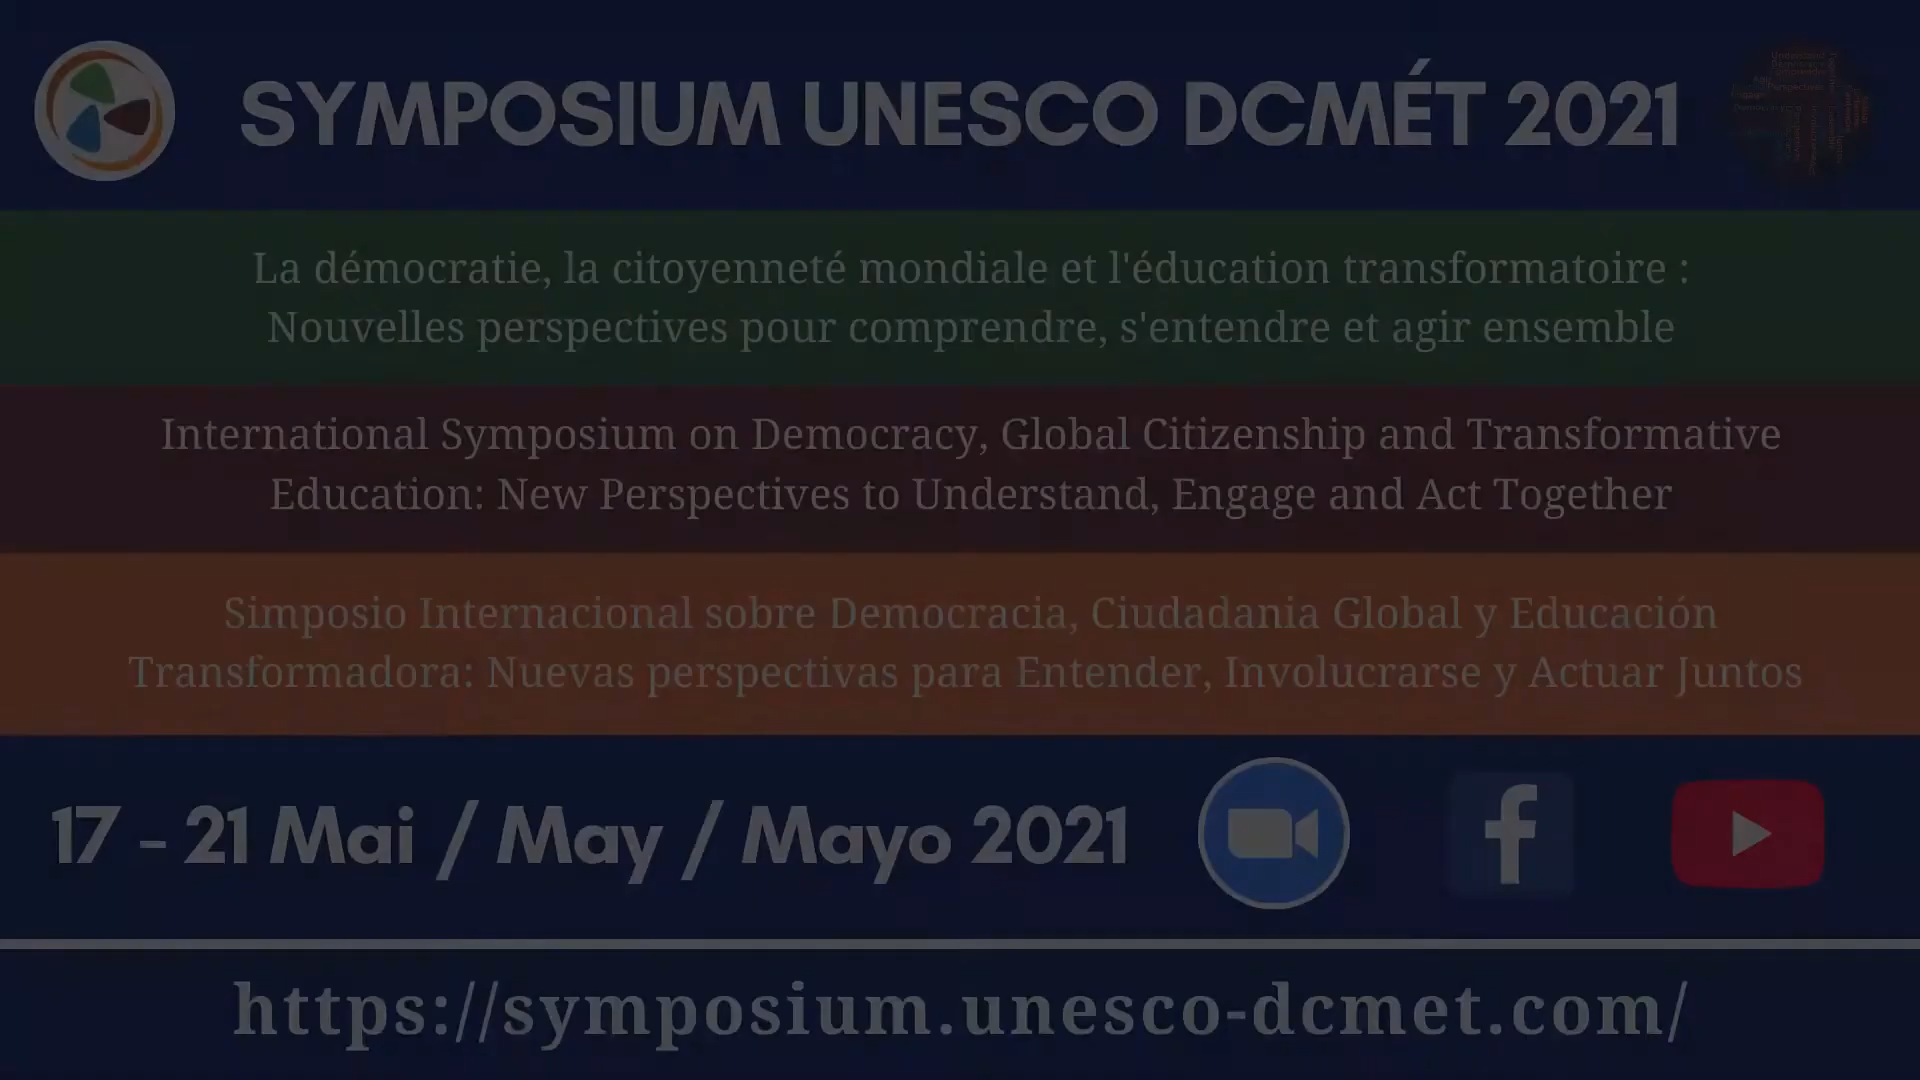 SYMPOSIUM UNESCO DCMÉT 2021
La démocratie, la citoyenneté mondiale et l'éducation transformatoire :
Nouvelles perspectives pour comprendre, s'entendre et agir ensemble
International Symposium on Democracy, Global Citizenship and Transformative
Education: New Perspectives to Understand, Engage and Act Together
Simposio Internacional sobre Democracia, Ciudadania Global y Educación
Transformadora: Nuevas perspectivas para Entender, Involucrarse y Actuar Juntos
17 - 21 Mai / May / Mayo 2021
https://symposium.unesco-dcmet.com/